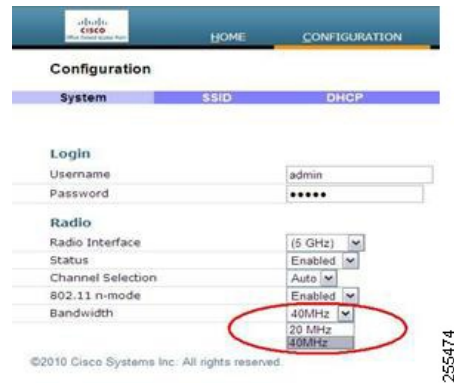 cisco
HOME CONFIGURATION
Configuration
System SSID DHCP
Login
Username admin
Password •••••
Radio
Radio Interface (5 GHz)
Status Enabled
Channel Selection Auto
802.11 n-mode Enabled
Bandwidth 40MHz
20 MHz
40MHz
©2010 Cisco Systems Inc. All rights reserved.
255474